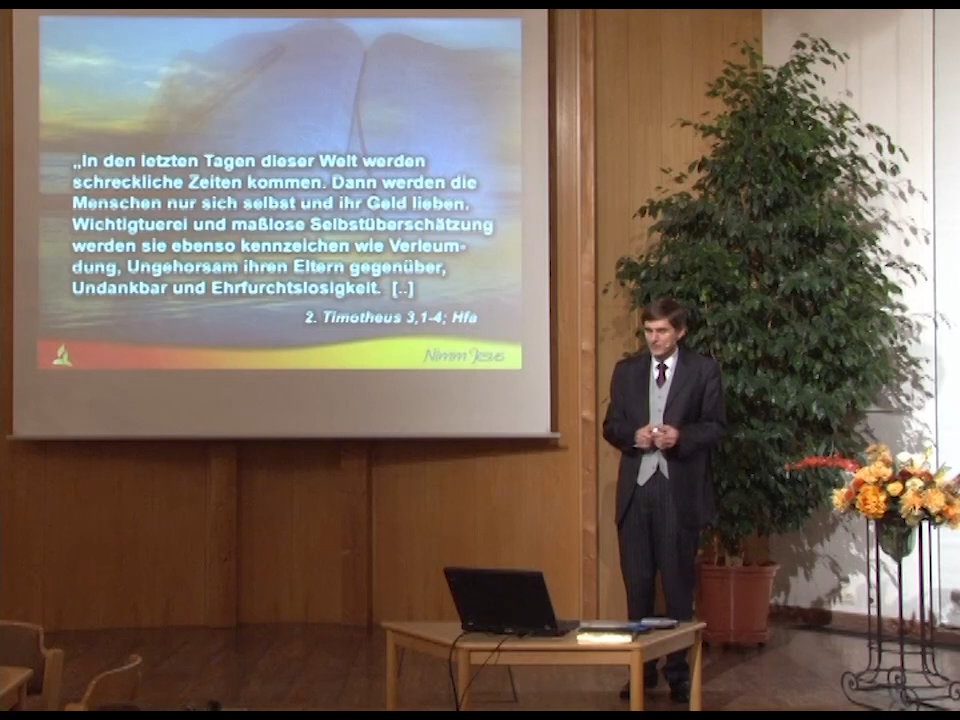 „In den letzten Tagen dieser Welt werden
schreckliche Zeiten kommen. Dann werden die
Menschen nur sich selbst und ihr Geld lieben.
Wichtigtuerei und maßlose Selbstüberschätzung
werden sie ebenso kennzeichen wie Verleum-
dung, Ungehorsam ihren Eltern gegenüber,
Undankbar und Ehrfurchtslosigkeit. [..]
2. Timotheus 3,1-4; Hfa
Nimm Jesus